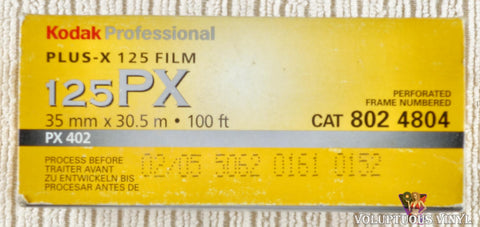 Kodak Professional
PLUS-X 125 FILM
125PX
35 mm x 30.5 m • 100 ft
PERFORATED
FRAME NUMBERED
CAT 802 4804
PX 402
PROCESS BEFORE
TRAITER AVANT
ZU ENTWICKELN BIS
PROCESAR ANTES DE
02/05 5062 0161 0152
VOLUPTUOUS VINYL